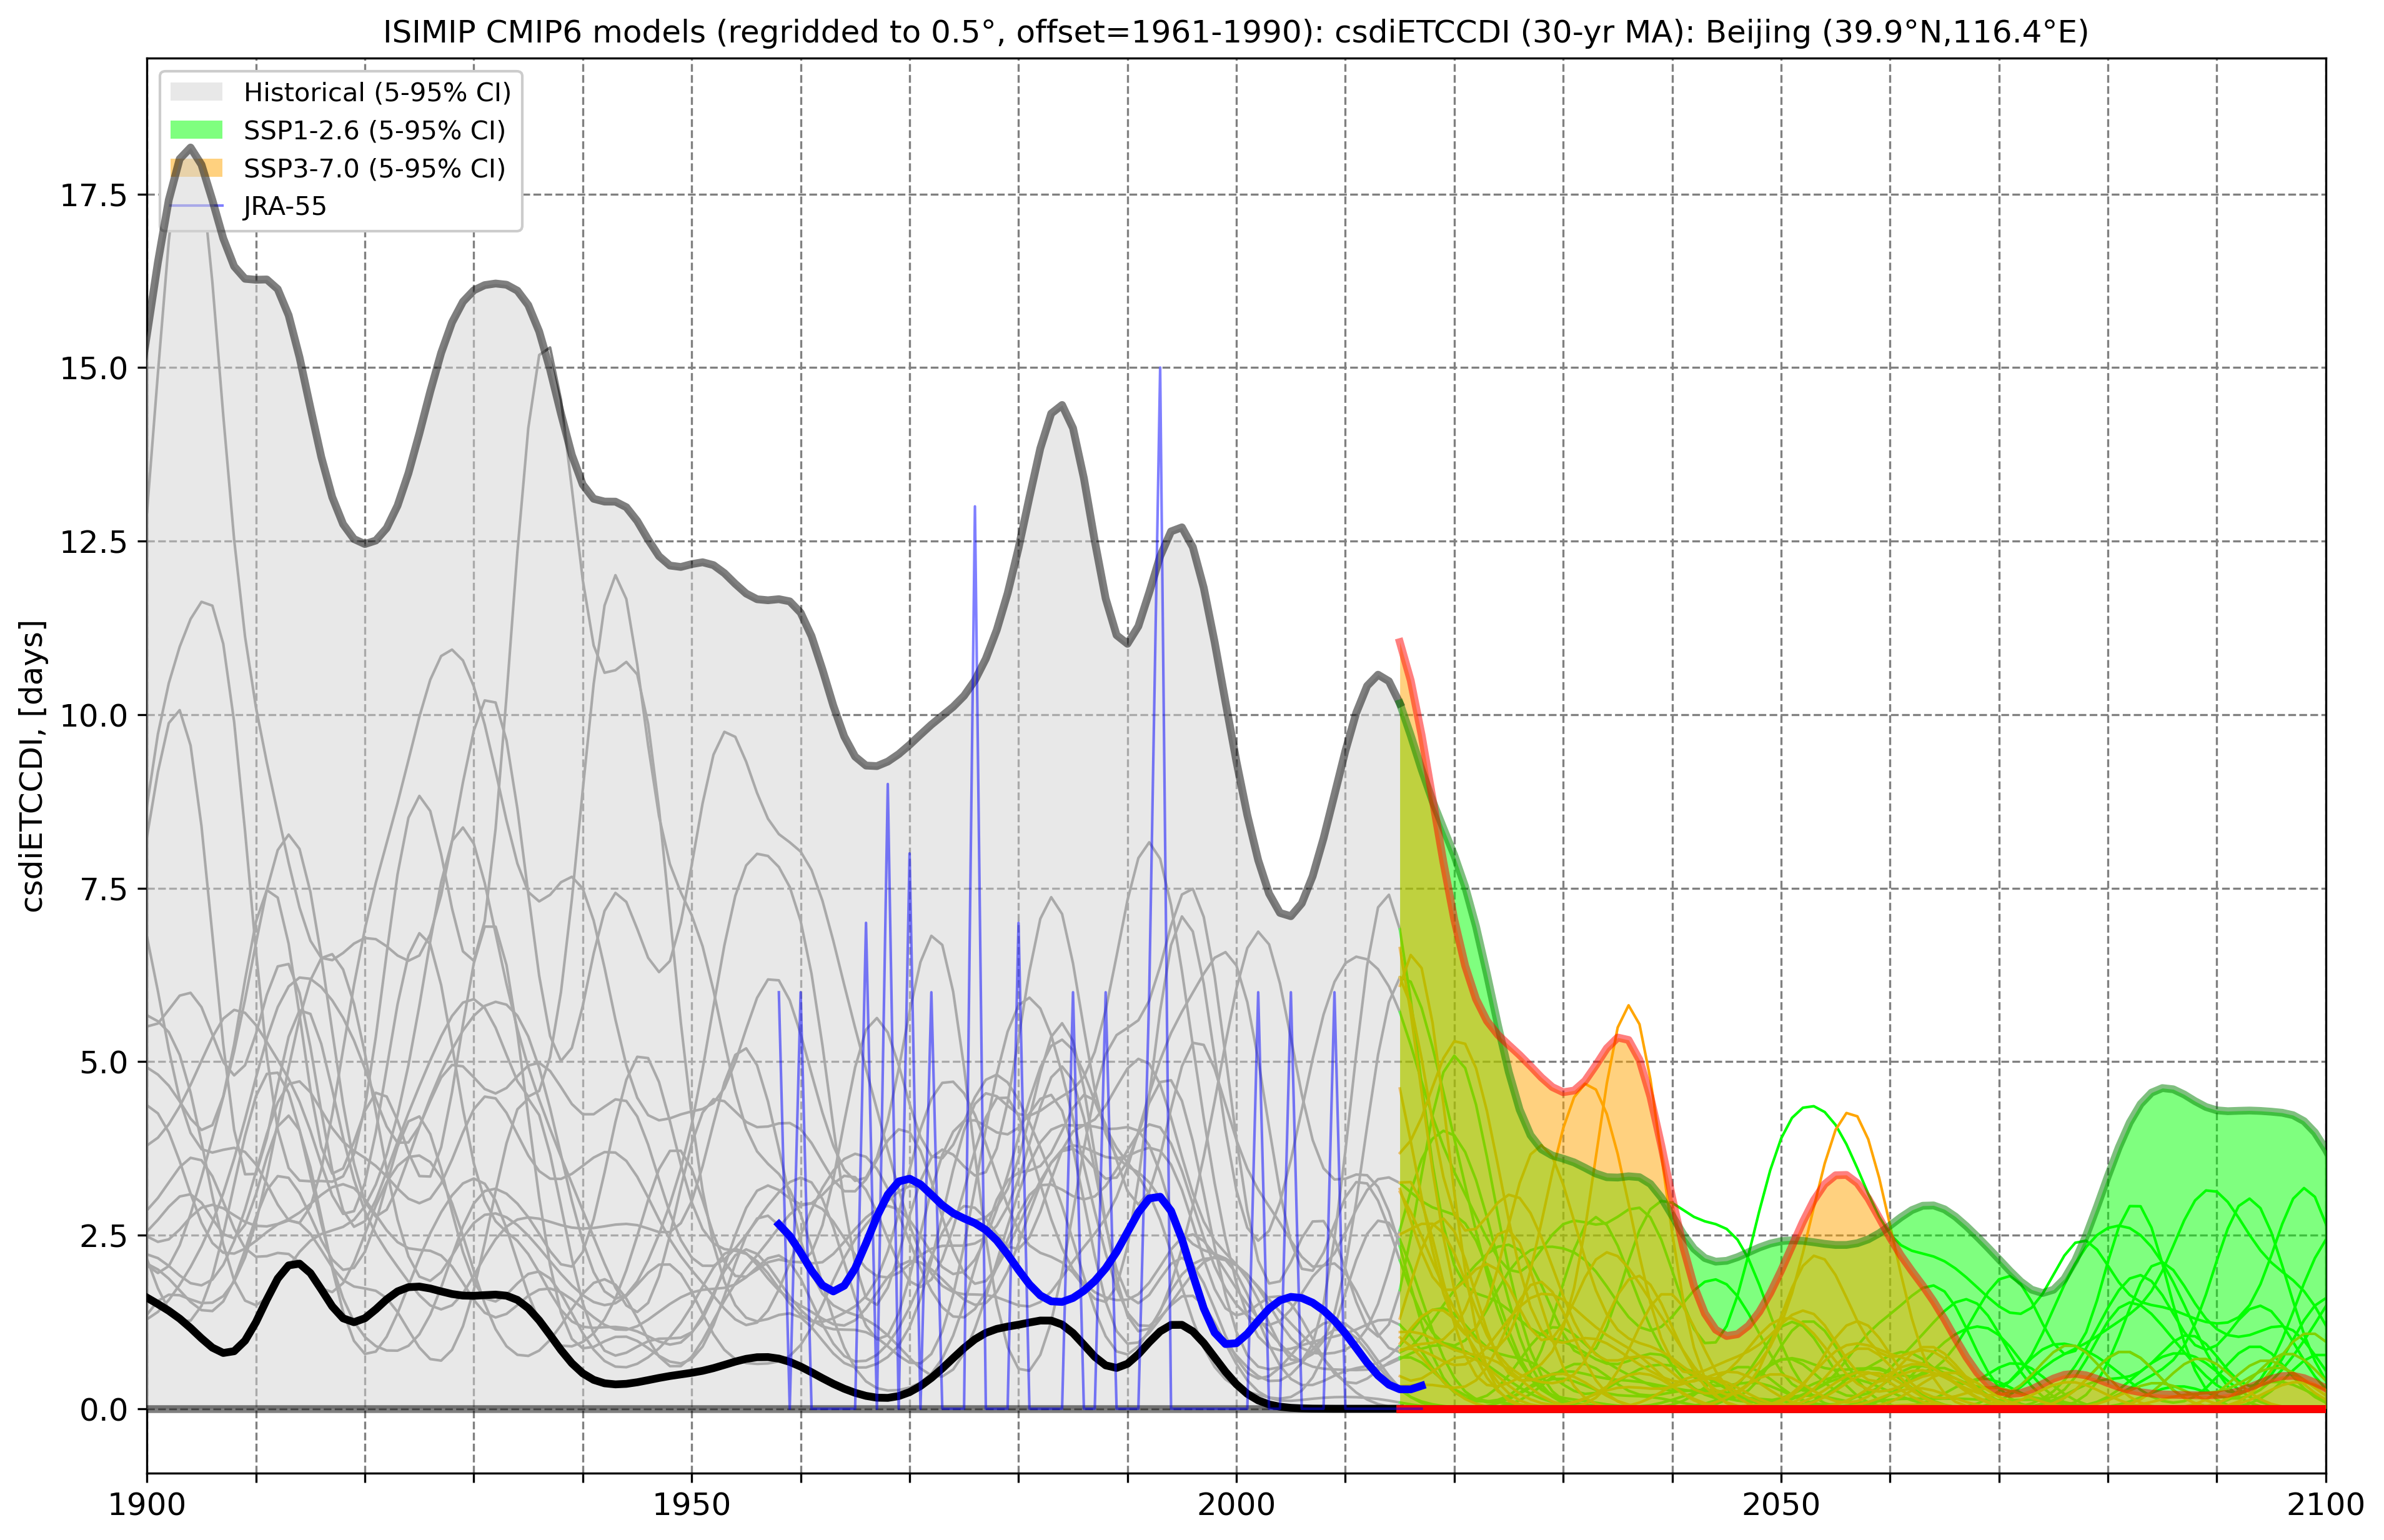 ISIMIP CMIP6 models (regridded to 0.5°, offset=1961-1990): csdiETCCDI (30-yr MA): Beijing (39.9°N,116.4°E)
Historical (5-95% CI)
SSP1-2.6 (5-95% CI)
SSP3-7.0 (5-95% CI)
JRA-55
csdiETCCDI, [days]
17.5
15.0
12.5
10.0
7.5
5.0
2.5
0.0
1900 1950 2000 2050 2100